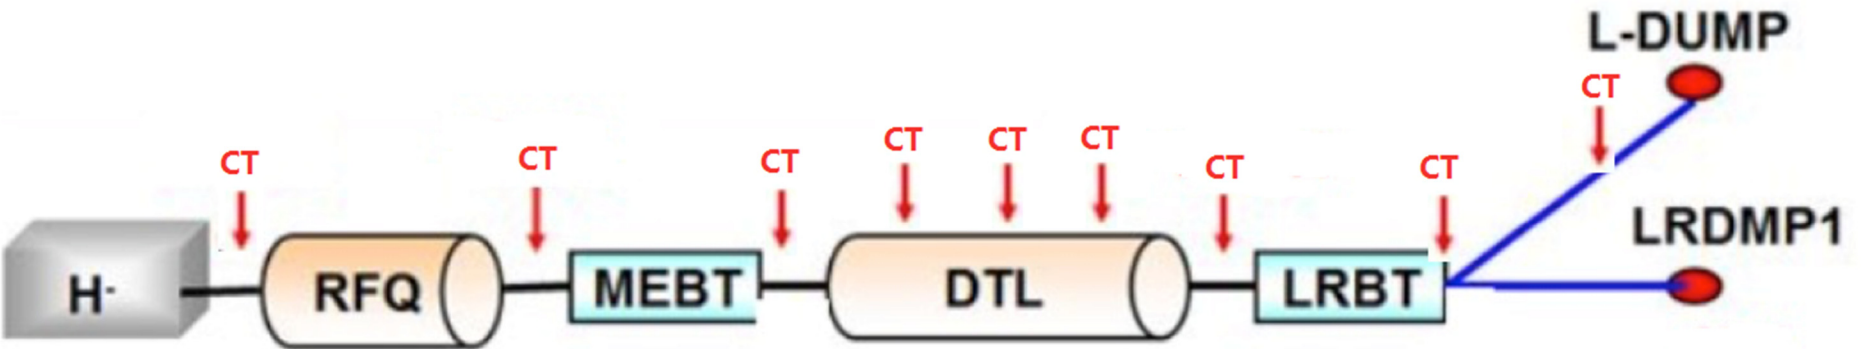 L-DUMP
CT
CT CT CT
CT CT CT CT CT
LRDMP1
H- RFQ MEBT DTL LRBT